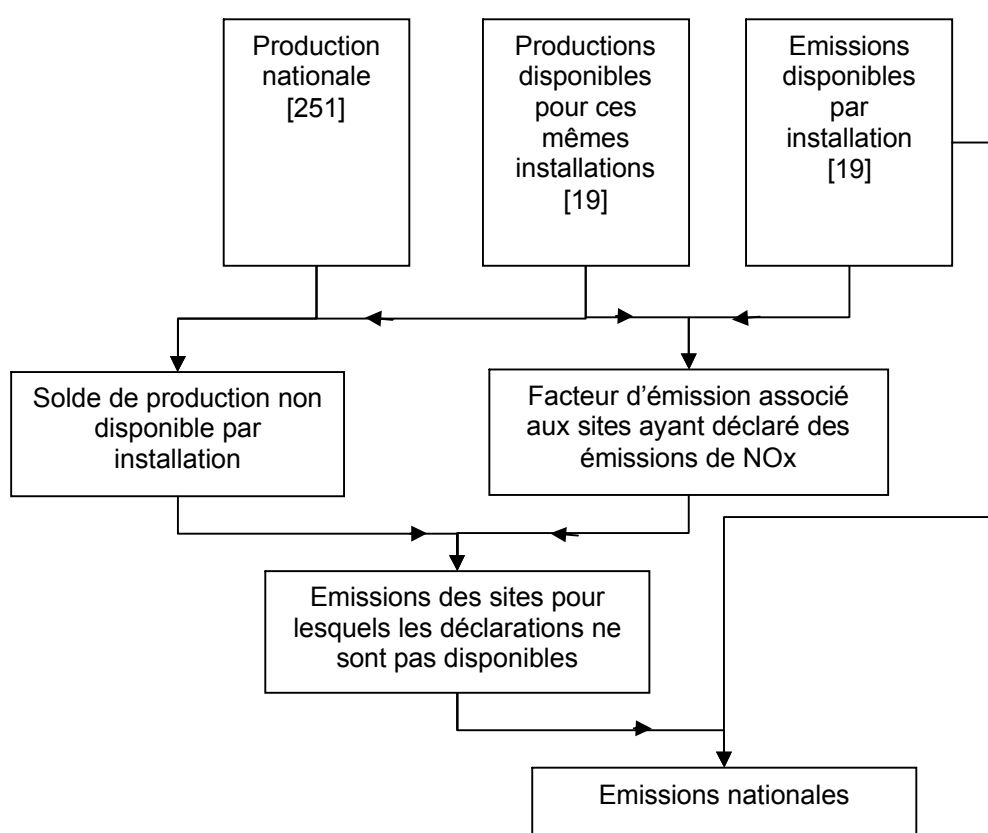 Production
nationale
[251]
Productions
disponibles
pour ces
mêmes
installations
[19]
Emissions
disponibles
par
installation
[19]
Solde de production non
disponible par
installation
Facteur d'émission associé
aux sites ayant déclaré des
émissions de NOx
Emissions des sites pour
lesquels les déclarations ne
sont pas disponibles
Emissions nationales